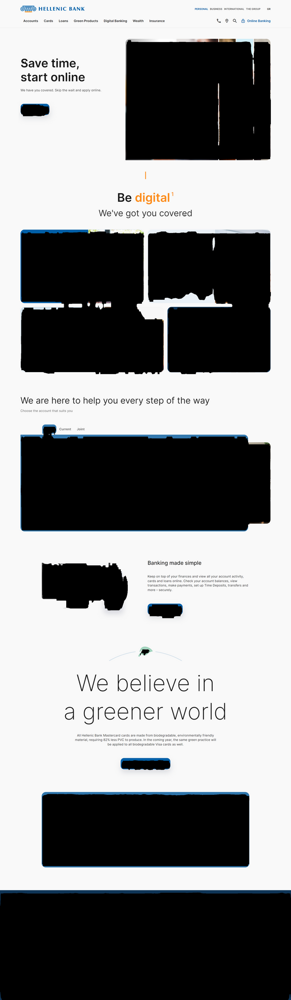 HELLENIC BANK
PERSONAL BUSINESS INTERNATIONAL THE GROUP GR
Accounts Cards Loans Green Products Digital Banking Wealth Insurance Online Banking
Save time,
start online
We have you covered. Skip the wait and apply online.
Be digital 1
We've got you covered
We are here to help you every step of the way
Choose the account that suits you
Current Joint
Banking made simple
Keep on top of your finances and view all your account activity,
cards and loans online. Check your account balances, view
transactions, make payments, set up Time Deposits, transfers and
more – securely.
We believe in
a greener world
All Hellenic Bank Mastercard cards are made from biodegradable, environmentally friendly
material, requiring 82% less PVC to produce. In the coming year, the same green practice will
be applied to all biodegradable Visa cards as well.